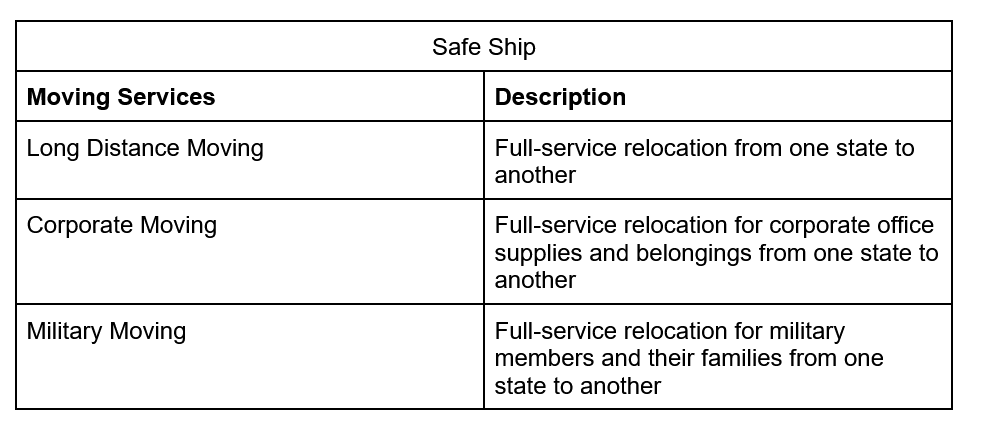 Safe Ship
Moving Services
Description
Long Distance Moving
Full-service relocation from one state to
another
Corporate Moving
Full-service relocation for corporate office
supplies and belongings from one state to
another
Military Moving
Full-service relocation for military
members and their families from one
state to another